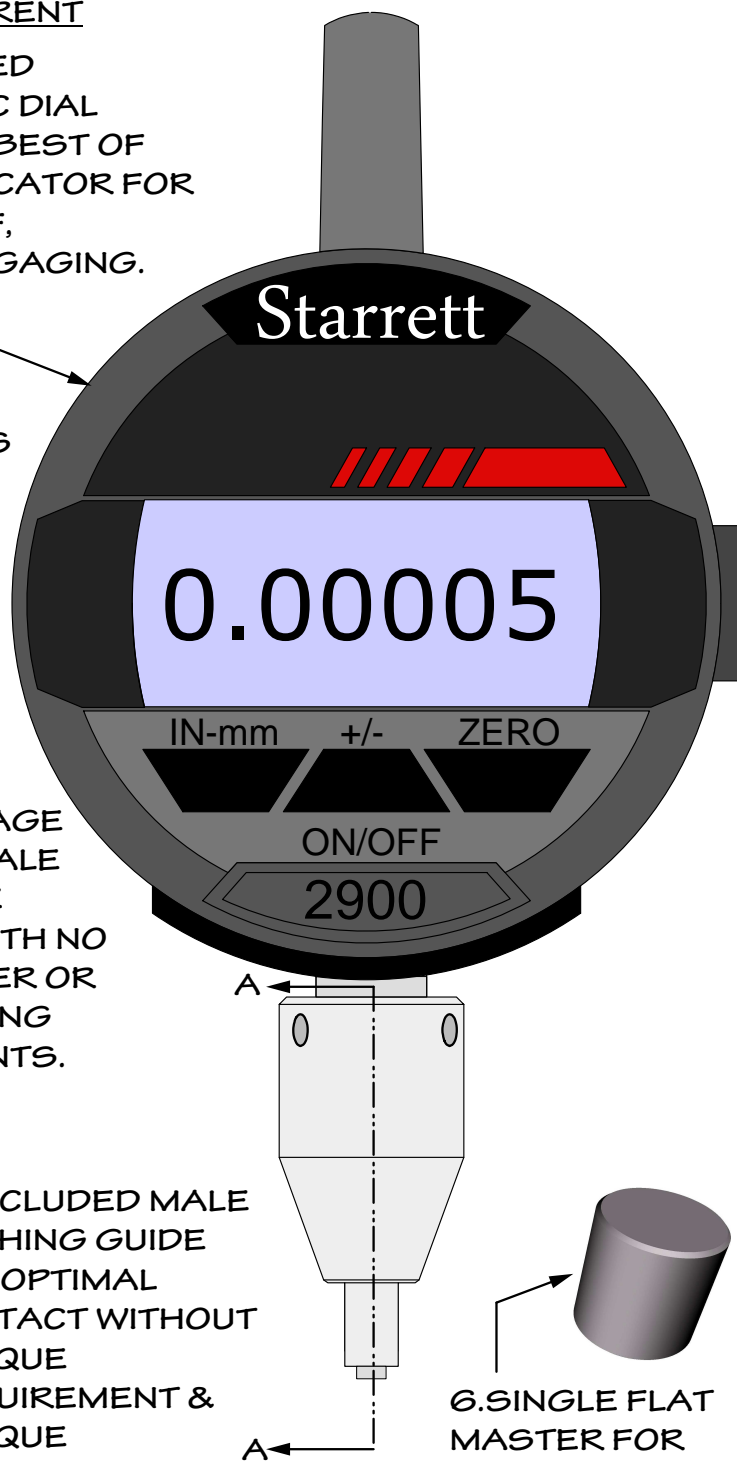 RENT
ED
C DIAL
BEST OF
CATOR FOR
F,
GAGING.
Starrett
G
0.00005
IN-mm +/- ZERO
ON/OFF
2900
AGE
ALE
TH NO
ER OR
NG
NTS.
A
CLUDED MALE
HING GUIDE
OPTIMAL
TACT WITHOUT
QUE
UIREMENT &
QUE
A
6.SINGLE FLAT
MASTER FOR